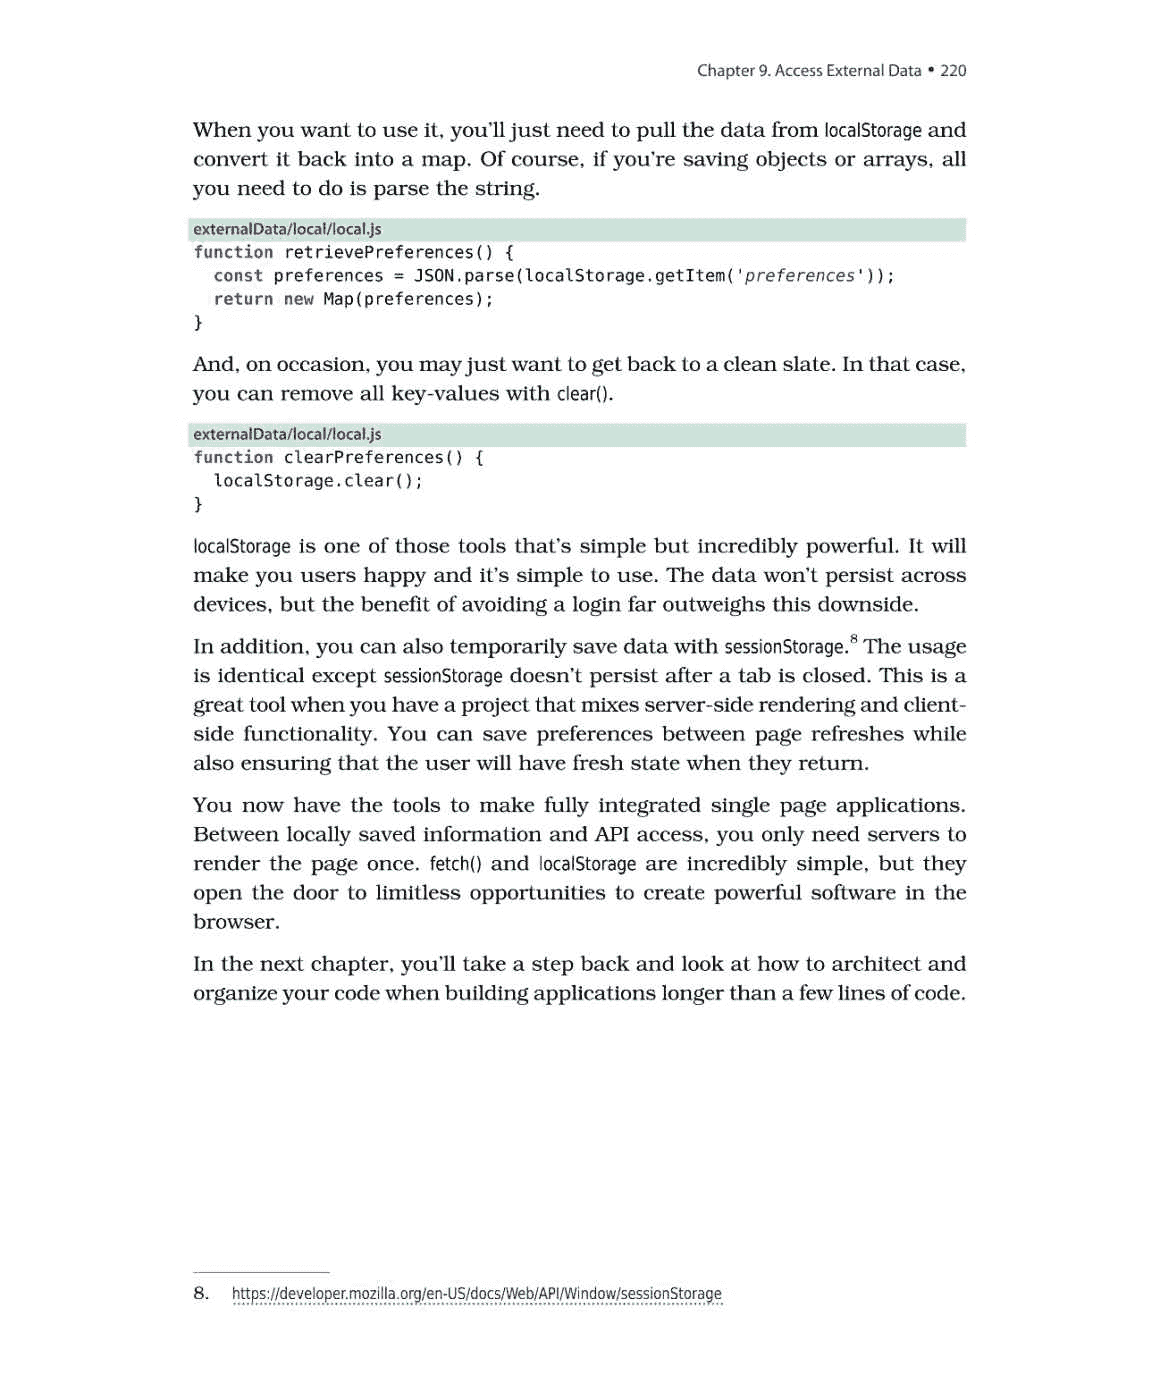 Chapter 9. Access External Data • 220
When you want to use it, you'll just need to pull the data from localStorage and
convert it back into a map. Of course, if you're saving objects or arrays, all
you need to do is parse the string.
externalData/local/local.js
function retrievePreferences() {
  const preferences = JSON.parse(localStorage.getItem('preferences'));
  return new Map(preferences);
}
And, on occasion, you may just want to get back to a clean slate. In that case,
you can remove all key-values with clear().
externalData/local/local.js
function clearPreferences() {
  localStorage.clear();
}
localStorage is one of those tools that's simple but incredibly powerful. It will
make you users happy and it's simple to use. The data won't persist across
devices, but the benefit of avoiding a login far outweighs this downside.
In addition, you can also temporarily save data with sessionStorage.8 The usage
is identical except sessionStorage doesn't persist after a tab is closed. This is a
great tool when you have a project that mixes server-side rendering and client-
side functionality. You can save preferences between page refreshes while
also ensuring that the user will have fresh state when they return.
You now have the tools to make fully integrated single page applications.
Between locally saved information and API access, you only need servers to
render the page once. fetch() and localStorage are incredibly simple, but they
open the door to limitless opportunities to create powerful software in the
browser.
In the next chapter, you'll take a step back and look at how to architect and
organize your code when building applications longer than a few lines of code.
8. https://developer.mozilla.org/en-US/docs/Web/API/Window/sessionStorage